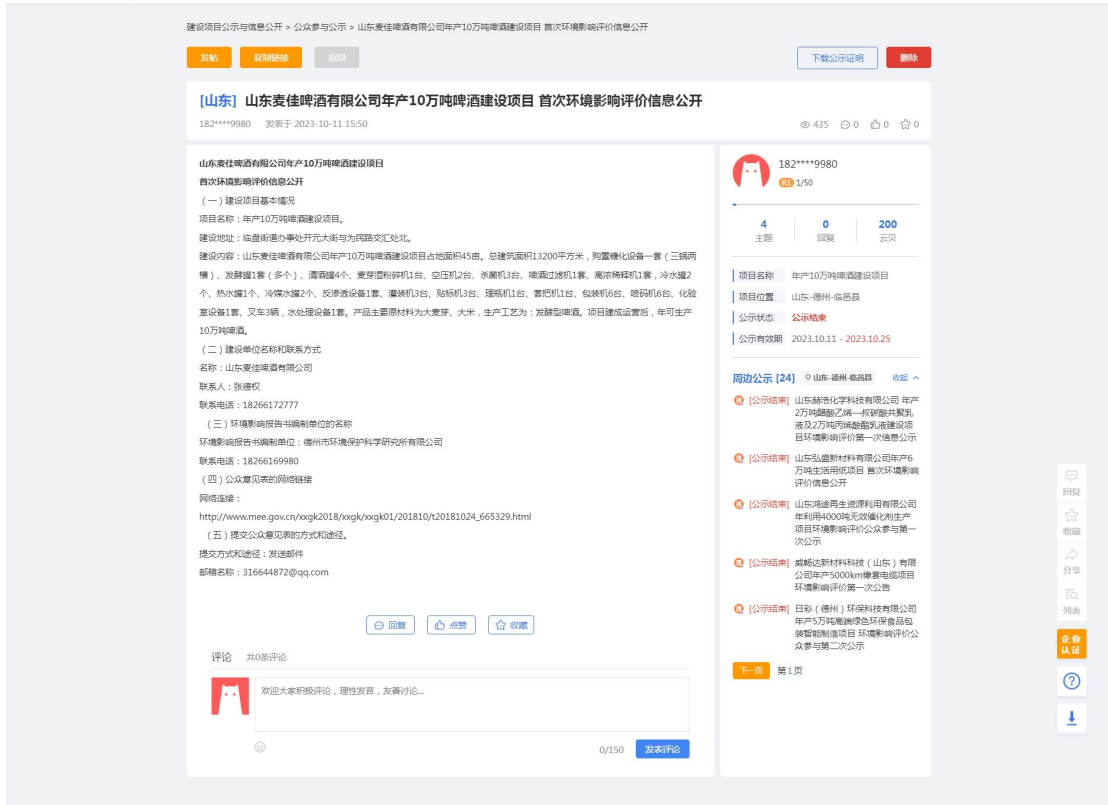 建设项目公示与信息公开 > 公众参与公示 > 山东麦佳啤酒有限公司年产10万吨啤酒建设项目 首次环境影响评价信息公开
发帖 复制链接 返回 下载公示证明 删除
[山东] 山东麦佳啤酒有限公司年产10万吨啤酒建设项目 首次环境影响评价信息公开
182****9980 发表于 2023-10-11 15:50 435 0 0 0
山东麦佳啤酒有限公司年产10万吨啤酒建设项目
首次环境影响评价信息公开
（一）建设项目基本情况
项目名称：年产10万吨啤酒建设项目。
建设地址：临盘街道办事处开元大街与为民路交汇处北。
建设内容：山东麦佳啤酒有限公司年产10万吨啤酒建设项目占地面积45亩。总建筑面积13200平方米，购置糖化设备一套（三锅两
槽）、发酵罐1套（多个）、清酒罐4个、麦芽湿粉碎机1台、空压机2台、杀菌机3台、啤酒过滤机1套、高浓稀释机1套，冷水罐2
个、热水罐1个、冷媒水罐2个、反渗透设备1套、灌装机3台、贴标机3台、理瓶机1台、套把机1台、包装机6台、喷码机6台、化验
室设备1套、叉车3辆，水处理设备1套。产品主要原材料为大麦芽、大米，生产工艺为：发酵型啤酒。项目建成运营后，年可生产
10万吨啤酒。
（二）建设单位名称和联系方式
名称：山东麦佳啤酒有限公司
联系人：张德权
联系电话：18266172777
（三）环境影响报告书编制单位的名称
环境影响报告书编制单位：德州市环境保护科学研究所有限公司
联系电话：18266169980
（四）公众意见表的网络链接
网络连接：
http://www.mee.gov.cn/xxgk2018/xxgk/xxgk01/201810/t20181024_665329.html
（五）提交公众意见表的方式和途径。
提交方式和途径：发送邮件
邮箱名称：316644872@qq.com
回复 点赞 收藏
评论 共0条评论
欢迎大家积极评论，理性发言，友善讨论...
0/150 发表评论
182****9980
R1 1/50
4 0 200
主题 回复 云贝
项目名称 年产10万吨啤酒建设项目
项目位置 山东-德州-临邑县
公示状态 公示结束
公示有效期 2023.10.11 - 2023.10.25
周边公示 [24] 山东-德州-临邑县 收起
[公示结束] 山东赫浩化学科技有限公司 年产
2万吨醋酸乙烯—叔碳酸共聚乳
液及2万吨丙烯酸酯乳液建设项
目环境影响评价第一次信息公示
[公示结束] 山东弘盛新材料有限公司年产6
万吨生活用纸项目 首次环境影响
评价信息公开
[公示结束] 山东鸿途再生资源利用有限公司
年利用4000吨无效催化剂生产
项目环境影响评价公众参与第一
次公示
[公示结束] 威畅达新材料科技（山东）有限
公司年产5000km橡套电缆项目
环境影响评价第一次公告
[公示结束] 日彩（德州）环保科技有限公司
年产5万吨高端绿色环保食品包
装智能制造项目 环境影响评价公
众参与第二次公示
下一页 第1页
回复
收藏
分享
列表
企业
认证